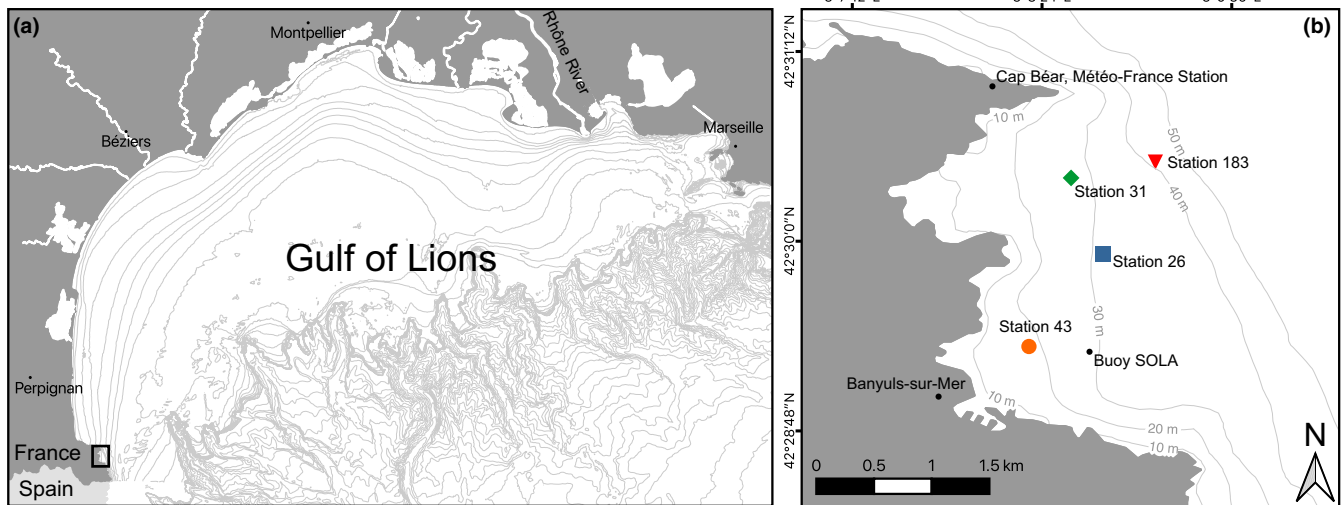 (a)
Montpellier
Rhône River
Béziers
Marseille
Gulf of Lions
Perpignan
France
Spain
(b)
42°31'12"N
Cap Béar, Météo-France Station
10 m
50 m
Station 183
Station 31
40 m
42°30'0"N
Station 26
30 m
Station 43
Buoy SOLA
Banyuls-sur-Mer
10 m
20 m
10 m
42°28'48"N
N
0 0.5 1 1.5 km